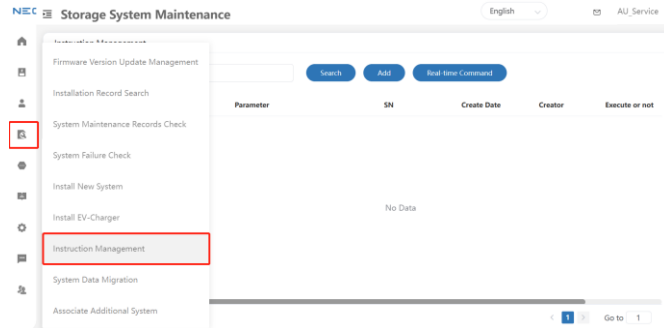 NEC Storage System Maintenance English AU_Service
Instruction Management
Firmware Version Update Management
Search Add Real-time Command
Installation Record Search
Parameter SN Create Date Creator Execute or not
System Maintenance Records Check
System Failure Check
Install New System
No Data
Install EV-Charger
Instruction Management
System Data Migration
Associate Additional System
1 Go to 1